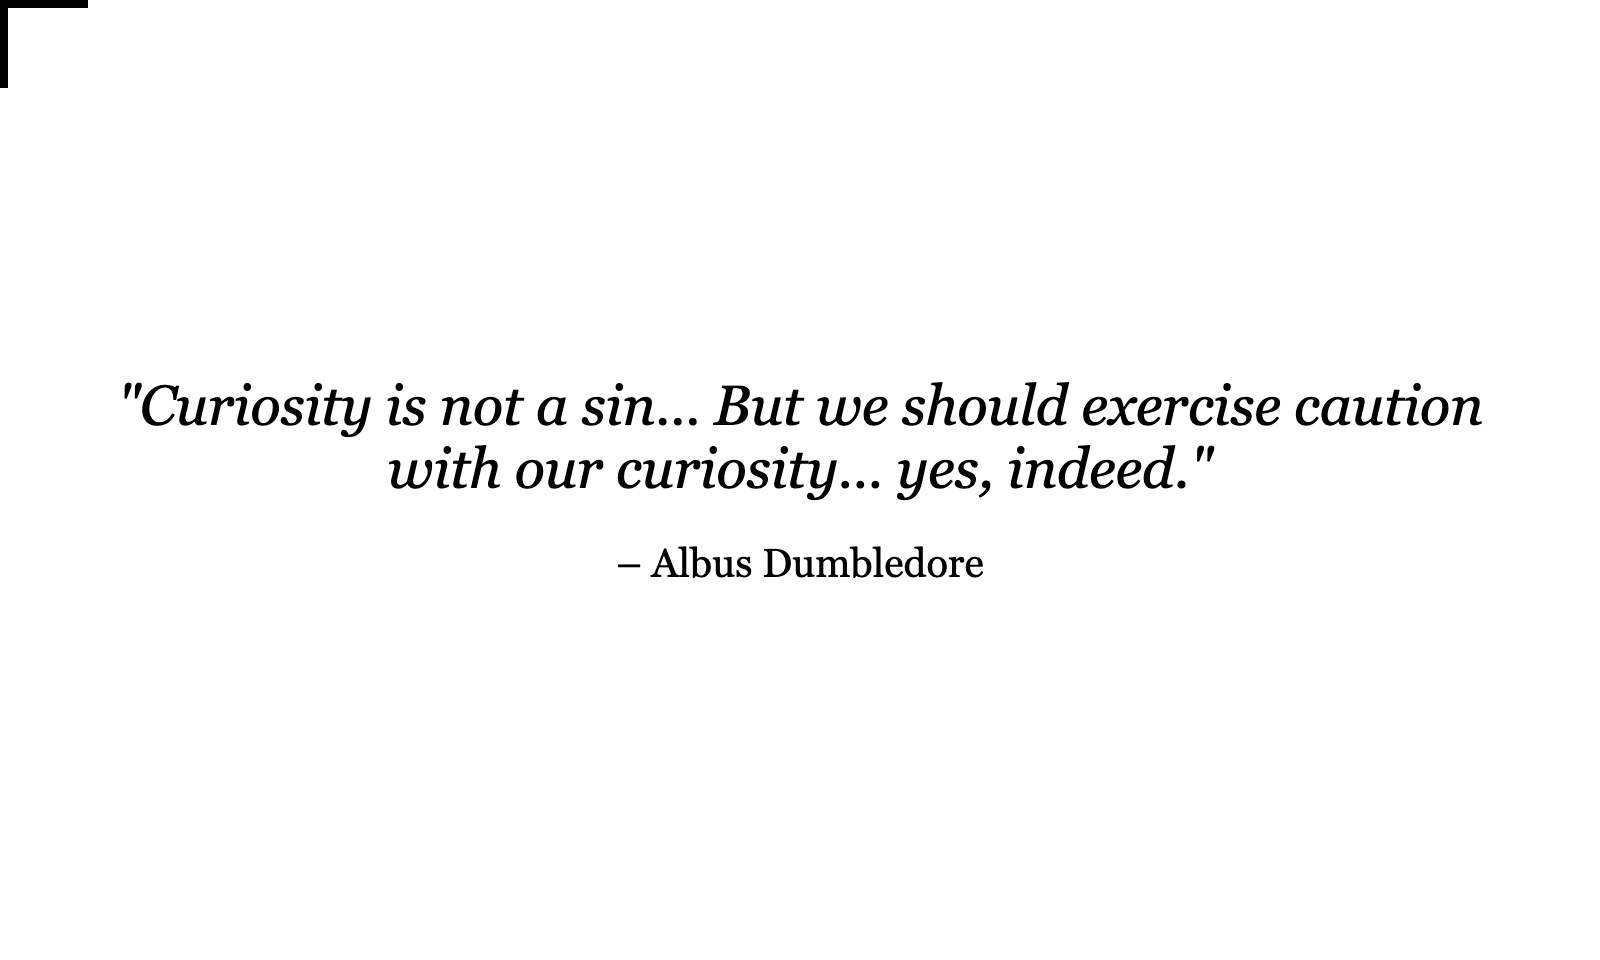 "Curiosity is not a sin... But we should exercise caution
with our curiosity... yes, indeed."
– Albus Dumbledore